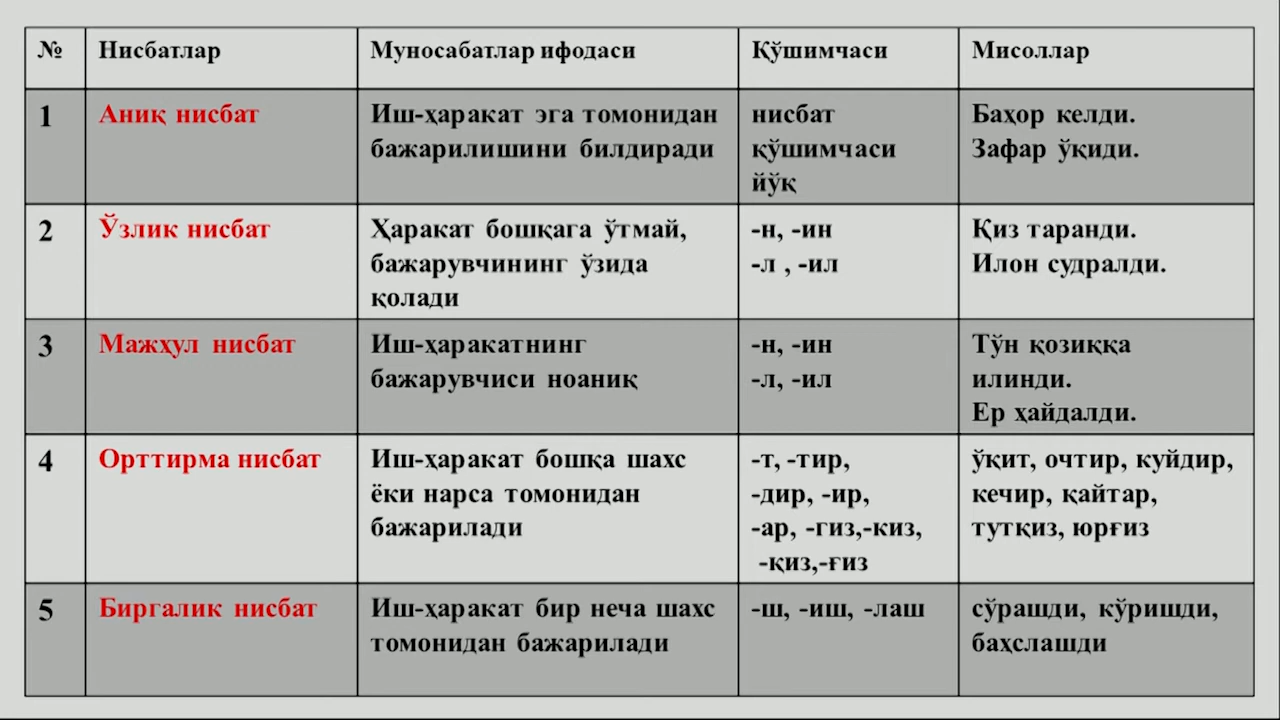 № Нисбатлар Муносабатлар ифодаси Қўшимчаси Мисоллар
1 Аниқ нисбат Иш-ҳаракат эга томонидан нисбат Баҳор келди.
бажарилишини билдиради қўшимчаси Зафар ўқиди.
йўқ
2 Ўзлик нисбат Ҳаракат бошқага ўтмай, -н, -ин Қиз таранди.
бажарувчининг ўзида -л , -ил Илон судралди.
қолади
3 Мажҳул нисбат Иш-ҳаракатнинг -н, -ин Тўн қозиққа
бажарувчиси ноаниқ -л, -ил илинди.
Ер ҳайдалди.
4 Орттирма нисбат Иш-ҳаракат бошқа шахс -т, -тир, ўқит, очтир, куйдир,
ёки нарса томонидан -дир, -ир, кечир, қайтар,
бажарилади -ар, -гиз,-киз, тутқиз, юрғиз
-қиз,-ғиз
5 Биргалик нисбат Иш-ҳаракат бир неча шахс -ш, -иш, -лаш сўрашди, кўришди,
томонидан бажарилади баҳслашди